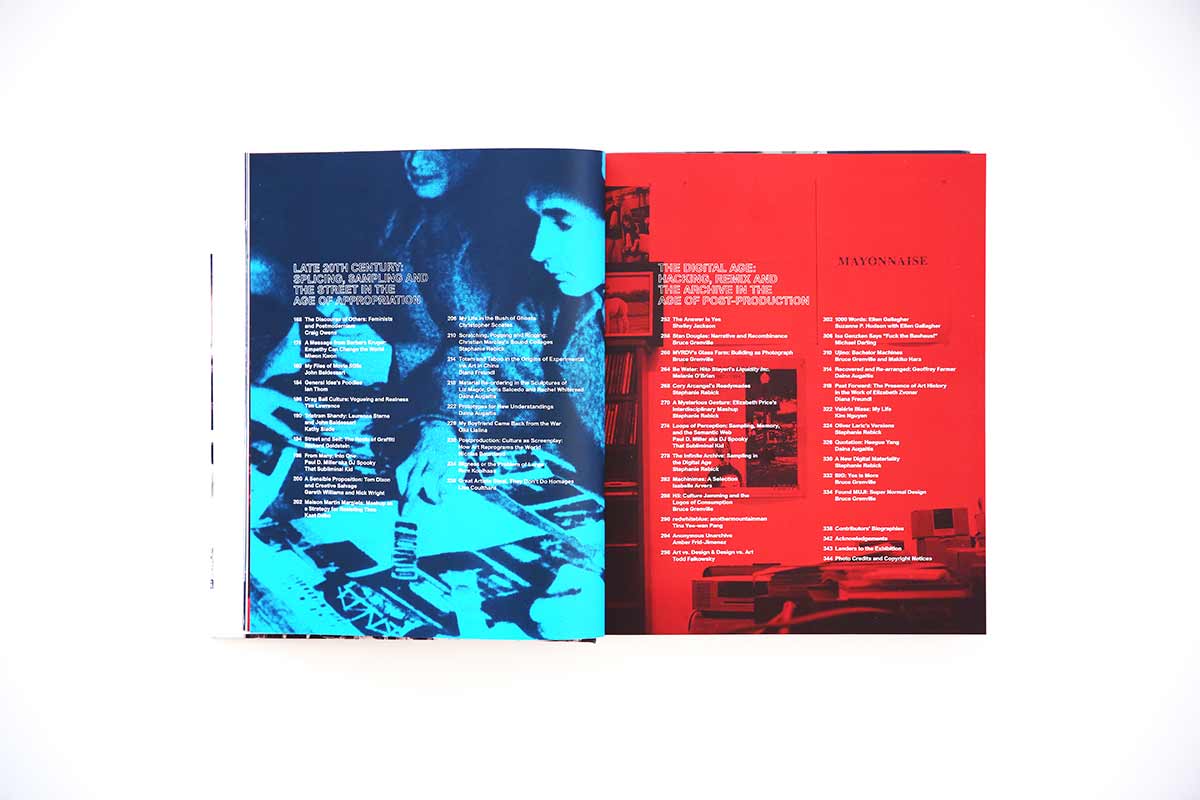 LATE 20TH CENTURY:
SPLICING, SAMPLING AND
THE STREET IN THE
AGE OF APPROPRIATION
168 The Discourse of Others: Feminists
and Postmodernism
Craig Owens
A Message from Barbara Kruger:
Empathy Can Change the World
Miwon Kwon
My Files of Movie Stills
John Baldessari
184 General Idea's Poodles
Ian Thom
186 Drag Ball Culture: Vogueing and Realness
Tim Lawrence
190 Tristram Shandy: Laurence Sterne
and John Baldessari
Kathy Slade
194 Street and Self: The Roots of Graffiti
Richard Goldstein
198 From Many, Into One
Paul D. Miller aka DJ Spooky
That Subliminal Kid
200 A Sensible Proposition: Tom Dixon
and Creative Salvage
Gareth Williams and Nick Wright
202 Maison Martin Margiela: Mashup as
a Strategy for Resisting Time
Kaat Debo
206 My Life in the Bush of Ghosts
Christopher Scoates
210 Scratching, Popping and Ringing:
Christian Marclay's Sound Collages
Stephanie Rebick
214 Totem and Taboo in the Origins of Experimental
Ink Art in China
Diana Freundl
218 Material Re-ordering in the Sculptures of
Liz Magor, Doris Salcedo and Rachel Whiteread
Daina Augaitis
222 Prototypes for New Understandings
Daina Augaitis
226 My Boyfriend Came Back from the War
Olia Lialina
230 Postproduction: Culture as Screenplay:
How Art Reprograms the World
Nicolas Bourriaud
234 Bigness or the Problem of Large
Rem Koolhaas
Great Artists Steal, They Don't Do Homages
Lisa Coulthard
THE DIGITAL AGE:
HACKING, REMIX AND
THE ARCHIVE IN THE
AGE OF POST-PRODUCTION
252 The Answer Is Yes
Shelley Jackson
256 Stan Douglas: Narrative and Recombinance
Bruce Grenville
260 MVRDV's Glass Farm: Building as Photograph
Bruce Grenville
264 Be Water: Hito Steyerl's Liquidity Inc.
Melanie O'Brian
268 Cory Arcangel's Readymades
Stephanie Rebick
270 A Mysterious Gesture: Elizabeth Price's
Interdisciplinary Mashup
Stephanie Rebick
274 Loops of Perception: Sampling, Memory,
and the Semantic Web
Paul D. Miller aka DJ Spooky
That Subliminal Kid
278 The Infinite Archive: Sampling in
the Digital Age
Stephanie Rebick
282 Machinimas: A Selection
Isabelle Arvers
286 HS: Culture Jamming and the
Logos of Consumption
Bruce Grenville
290 redwhiteblue: anothermountainman
Tina Yee-wan Pang
294 Anonymous Unarchive
Amber Frid-Jimenez
296 Art vs. Design & Design vs. Art
Todd Falkowsky
MAYONNAISE
302 1000 Words: Ellen Gallagher
Suzanne P. Hudson with Ellen Gallagher
306 Isa Genzken Says "Fuck the Bauhaus!"
Michael Darling
310 Ujino: Bachelor Machines
Bruce Grenville and Makiko Hara
314 Recovered and Re-arranged: Geoffrey Farmer
Daina Augaitis
318 Past Forward: The Presence of Art History
in the Work of Elizabeth Zvonar
Diana Freundl
322 Valérie Blass: My Life
Kim Nguyen
324 Oliver Laric's Versions
Stephanie Rebick
326 Quotation: Haegue Yang
Daina Augaitis
330 A New Digital Materiality
Stephanie Rebick
332 BIG: Yes Is More
Bruce Grenville
334 Found MUJI: Super Normal Design
Bruce Grenville
338 Contributors' Biographies
342 Acknowledgements
343 Lenders to the Exhibition
344 Photo Credits and Copyright Notices